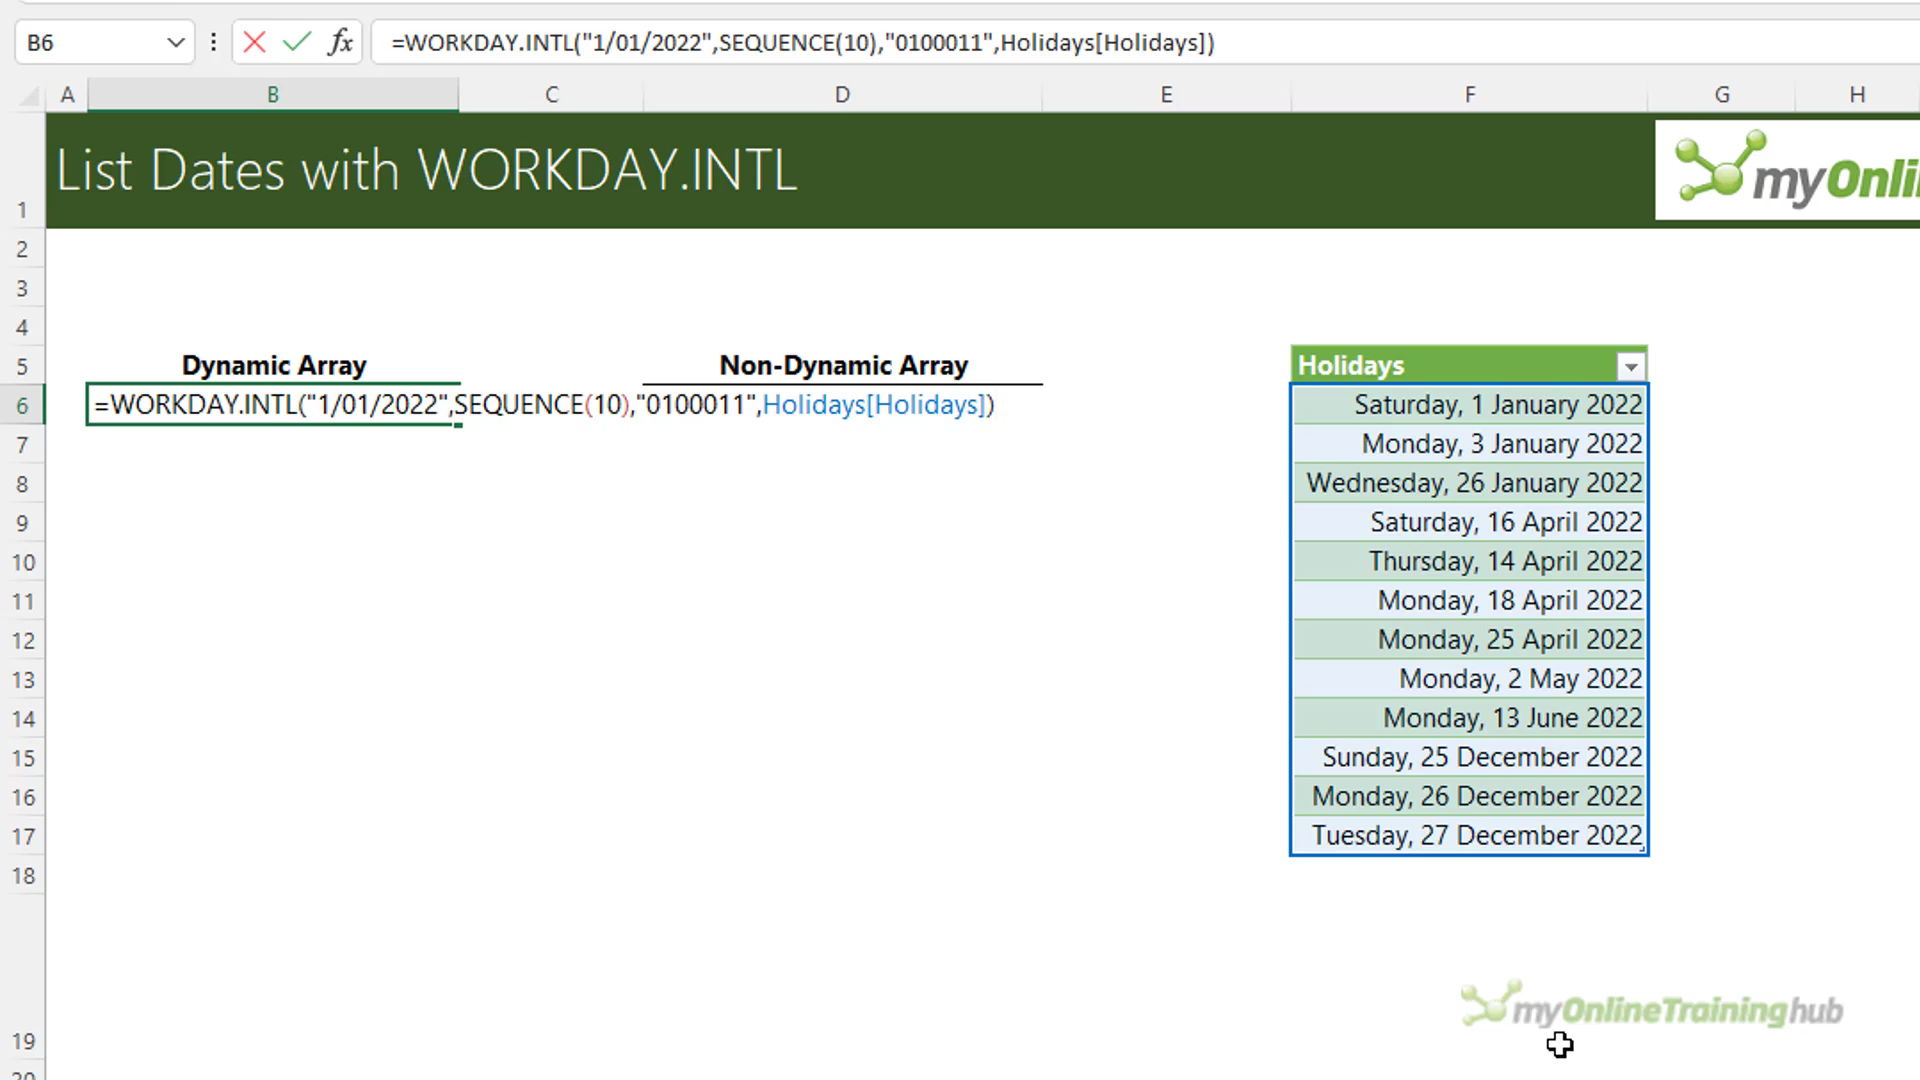 B6
fx
=WORKDAY.INTL("1/01/2022",SEQUENCE(10),"0100011",Holidays[Holidays])
A B C D E F G H
1 List Dates with WORKDAY.INTL
myOnli
2
3
4
5 Dynamic Array Non-Dynamic Array Holidays
6 =WORKDAY.INTL("1/01/2022",SEQUENCE(10),"0100011",Holidays[Holidays]) Saturday, 1 January 2022
7 Monday, 3 January 2022
8 Wednesday, 26 January 2022
9 Saturday, 16 April 2022
10 Thursday, 14 April 2022
11 Monday, 18 April 2022
12 Monday, 25 April 2022
13 Monday, 2 May 2022
14 Monday, 13 June 2022
15 Sunday, 25 December 2022
16 Monday, 26 December 2022
17 Tuesday, 27 December 2022
18
myOnlineTraininghub
19
20